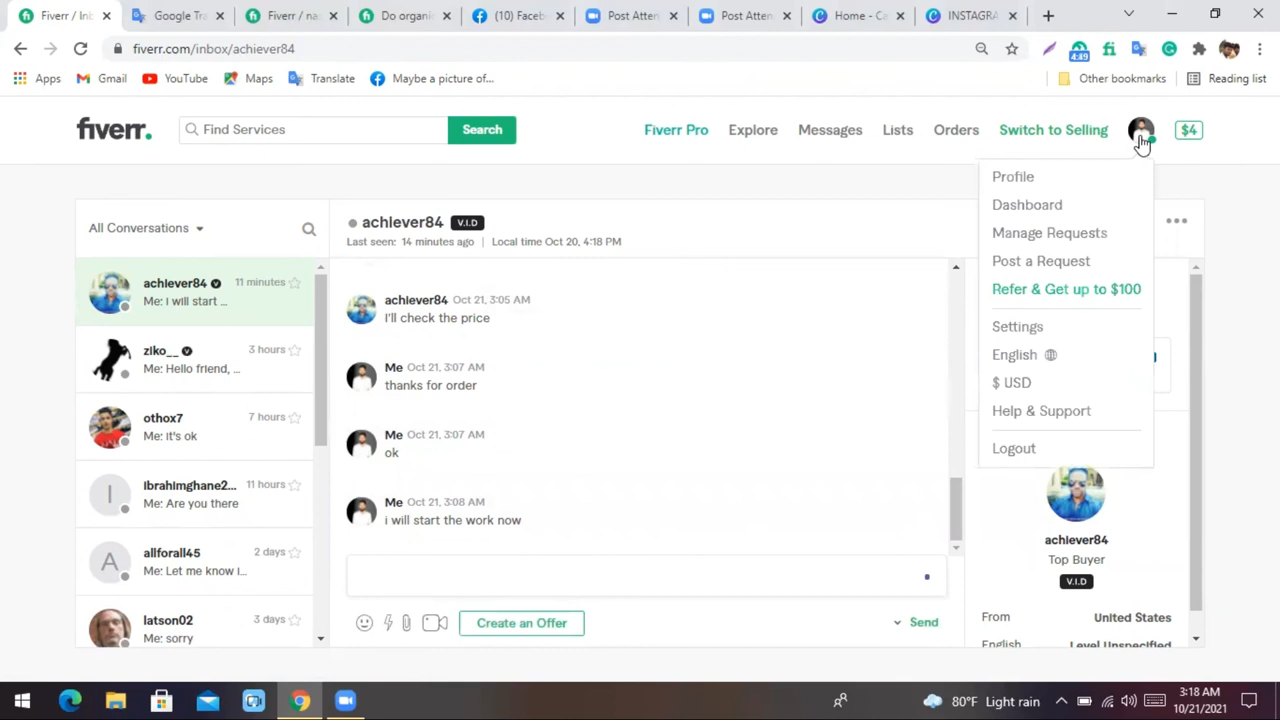 Fiverr / Inb
Google Tra
Fiverr / na
Do organi
(10) Faceb
Post Atten
Post Atten
Home - Ca
INSTAGRA
fiverr.com/inbox/achiever84
4:49
Apps
Gmail
YouTube
Maps
Translate
Maybe a picture of...
Other bookmarks
Reading list
fiverr.
Find Services
Search
Fiverr Pro
Explore
Messages
Lists
Orders
Switch to Selling
$4
Profile
Dashboard
Manage Requests
Post a Request
Refer & Get up to $100
Settings
English
$ USD
Help & Support
Logout
All Conversations
achiever84
11 minutes
Me: I will start ...
ziko__
3 hours
Me: Hello friend, ...
othox7
7 hours
Me: it's ok
Ibrahimghane2...
11 hours
Me: Are you there
allforall45
2 days
Me: Let me know i...
latson02
3 days
Me: sorry
achiever84 V.I.D
Last seen: 14 minutes ago | Local time Oct 20, 4:18 PM
achiever84 Oct 21, 3:05 AM
I'll check the price
Me Oct 21, 3:07 AM
thanks for order
Me Oct 21, 3:07 AM
ok
Me Oct 21, 3:08 AM
i will start the work now
Create an Offer
Send
achiever84
Top Buyer
V.I.D
From United States
English Level Unspecified
80°F Light rain
3:18 AM
10/21/2021